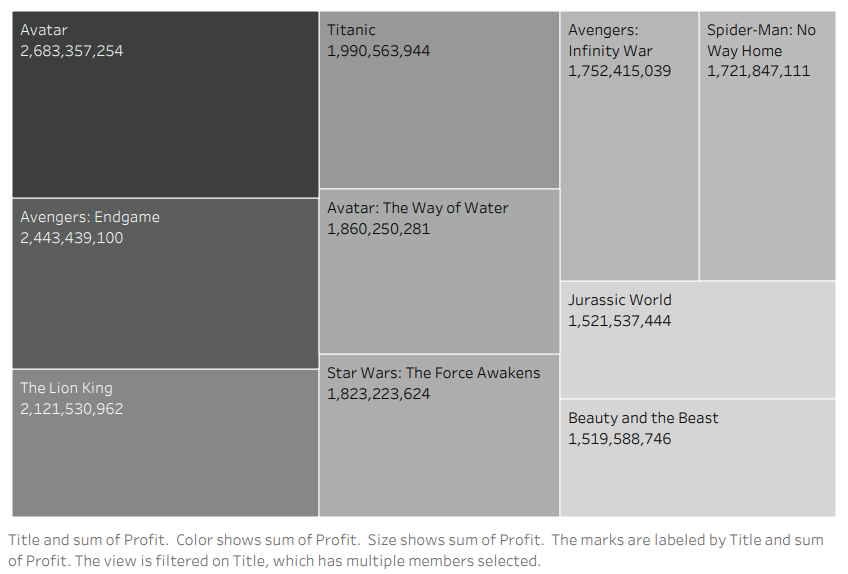 Avatar
2,683,357,254
Avengers: Endgame
2,443,439,100
The Lion King
2,121,530,962
Titanic
1,990,563,944
Avatar: The Way of Water
1,860,250,281
Star Wars: The Force Awakens
1,823,223,624
Avengers:
Infinity War
1,752,415,039
Spider-Man: No
Way Home
1,721,847,111
Jurassic World
1,521,537,444
Beauty and the Beast
1,519,588,746
Title and sum of Profit.  Color shows sum of Profit.  Size shows sum of Profit.  The marks are labeled by Title and sum
of Profit. The view is filtered on Title, which has multiple members selected.